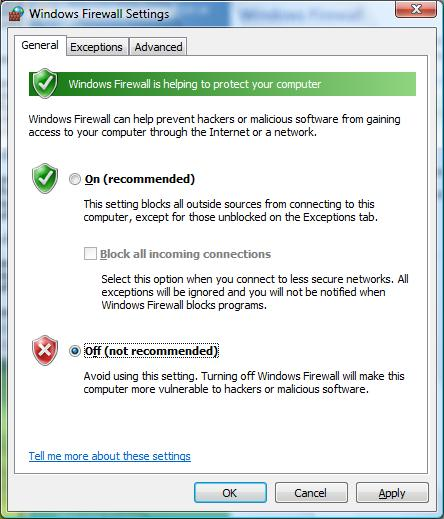 Windows Firewall Settings
General
Exceptions
Advanced
Windows Firewall is helping to protect your computer
Windows Firewall can help prevent hackers or malicious software from gaining
access to your computer through the Internet or a network.
On (recommended)
This setting blocks all outside sources from connecting to this
computer, except for those unblocked on the Exceptions tab.
Block all incoming connections
Select this option when you connect to less secure networks. All
exceptions will be ignored and you will not be notified when
Windows Firewall blocks programs.
Off (not recommended)
Avoid using this setting. Turning off Windows Firewall will make this
computer more vulnerable to hackers or malicious software.
Tell me more about these settings
OK
Cancel
Apply